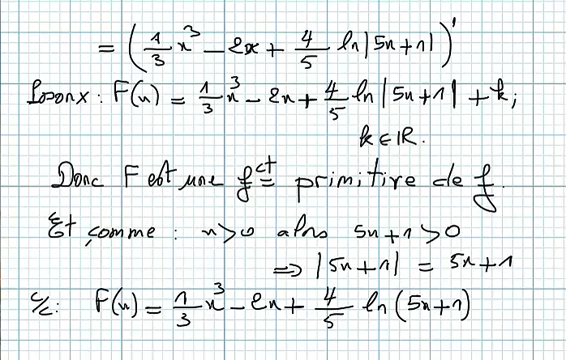 = (1/3 x³ - 2x + 4/5 ln|5x+1|)'
Posons : F(x) = 1/3 x³ - 2x + 4/5 ln|5x+1| + k;
k ∈ ℝ.
Donc F est une fct primitive de f.
Et comme : x>0 alors 5x+1 >0
⇒ |5x+1| = 5x+1
c/c: F(x) = 1/3 x³ - 2x + 4/5 ln(5x+1)